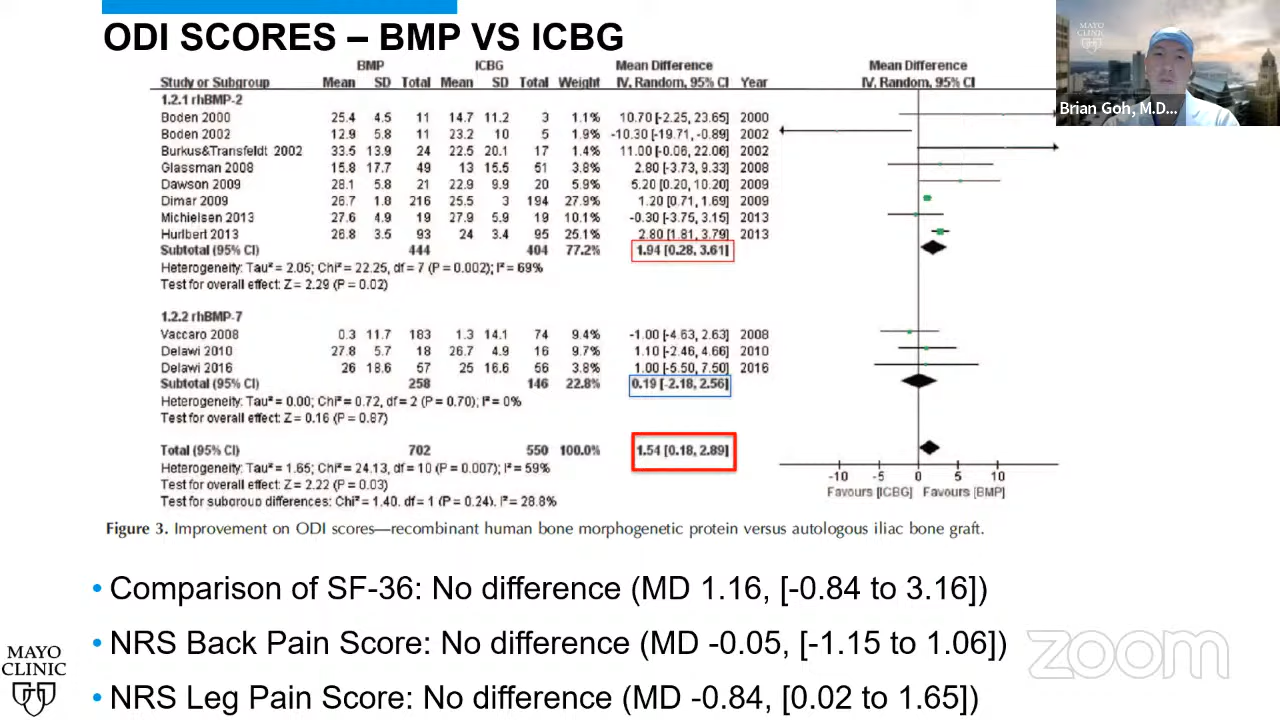 ODI SCORES – BMP VS ICBG
MAYO
CLINIC
Brian Goh, M.D...
BMP ICBG Mean Difference Mean Difference
Study or Subgroup Mean SD Total Mean SD Total Weight IV, Random, 95% CI Year IV, Random, 95% CI
1.2.1 rhBMP-2
Boden 2000 25.4 4.5 11 14.7 11.2 3 1.1% 10.70 [-2.25, 23.65] 2000
Boden 2002 12.9 5.8 11 23.2 10 5 1.9% -10.30 [-19.71, -0.89] 2002
Burkus&Transfeldt 2002 33.5 13.9 24 22.5 20.1 17 1.4% 11.00 [-0.06, 22.06] 2002
Glassman 2008 15.8 17.7 49 13 15.5 51 3.8% 2.80 [-3.73, 9.33] 2008
Dawson 2009 28.1 5.8 21 22.9 9.9 20 5.9% 5.20 [0.20, 10.20] 2009
Dimar 2009 26.7 1.8 216 25.5 3 194 27.9% 1.20 [0.71, 1.69] 2009
Michielsen 2013 27.6 4.9 19 27.9 5.9 19 10.1% -0.30 [-3.75, 3.15] 2013
Hurlbert 2013 26.8 3.5 93 24 3.4 95 25.1% 2.80 [1.81, 3.79] 2013
Subtotal (95% CI) 444 404 77.2% 1.94 [0.28, 3.61]
Heterogeneity: Tau² = 2.05; Chi² = 22.25, df = 7 (P = 0.002); I² = 69%
Test for overall effect: Z = 2.29 (P = 0.02)
1.2.2 rhBMP-7
Vaccaro 2008 0.3 11.7 183 1.3 14.1 74 9.4% -1.00 [-4.63, 2.63] 2008
Delawi 2010 27.8 5.7 18 26.7 4.9 16 9.7% 1.10 [-2.46, 4.66] 2010
Delawi 2016 26 18.6 57 25 16.6 56 3.8% 1.00 [-5.50, 7.50] 2016
Subtotal (95% CI) 258 146 22.8% 0.19 [-2.18, 2.56]
Heterogeneity: Tau² = 0.00; Chi² = 0.72, df = 2 (P = 0.70); I² = 0%
Test for overall effect: Z = 0.16 (P = 0.87)
Total (95% CI) 702 550 100.0% 1.54 [0.18, 2.89]
Heterogeneity: Tau² = 1.65; Chi² = 24.13, df = 10 (P = 0.007); I² = 59%
Test for overall effect: Z = 2.22 (P = 0.03)
Test for subgroup differences: Chi² = 1.40. df = 1 (P = 0.24). I² = 28.8%
-10 -5 0 5 10
Favours [ICBG] Favours [BMP]
Figure 3. Improvement on ODI scores—recombinant human bone morphogenetic protein versus autologous iliac bone graft.
• Comparison of SF-36: No difference (MD 1.16, [-0.84 to 3.16])
• NRS Back Pain Score: No difference (MD -0.05, [-1.15 to 1.06])
• NRS Leg Pain Score: No difference (MD -0.84, [0.02 to 1.65])
MAYO
CLINIC
zoom